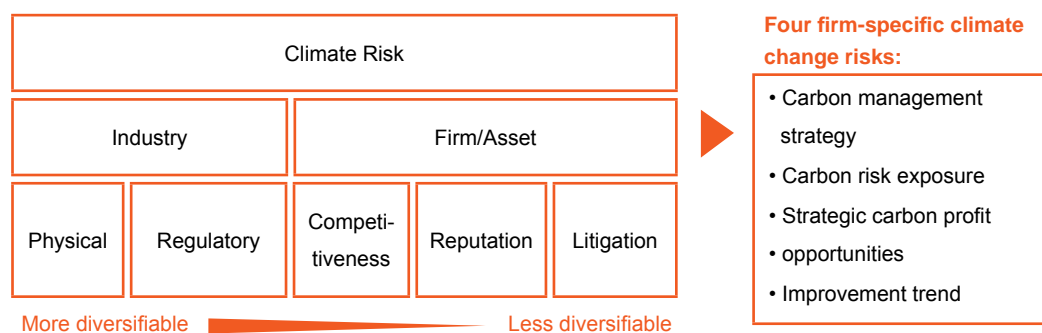 Climate Risk
Industry
Firm/Asset
Physical
Regulatory
Competi-
tiveness
Reputation
Litigation
More diversifiable
Less diversifiable
Four firm-specific climate
change risks:
• Carbon management
strategy
• Carbon risk exposure
• Strategic carbon profit
• opportunities
• Improvement trend